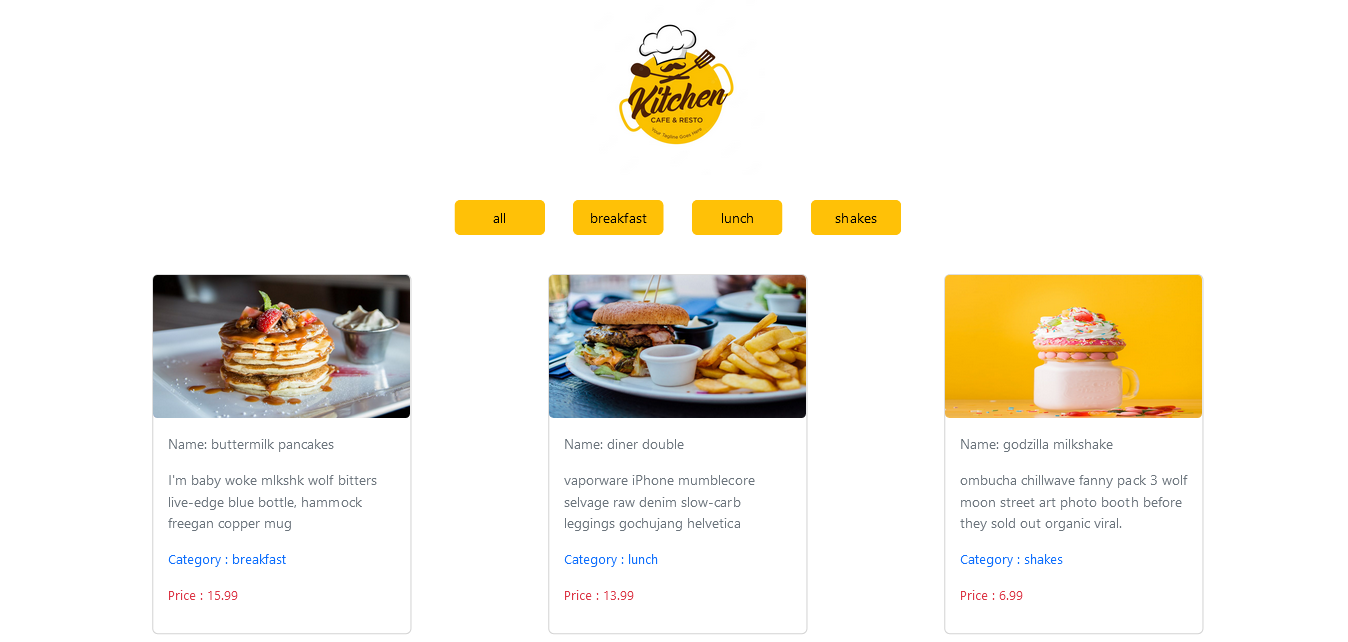 Kitchen
CAFE & RESTO
Your Tagline Goes Here
all
breakfast
lunch
shakes
Name: buttermilk pancakes
I'm baby woke mlkshk wolf bitters
live-edge blue bottle, hammock
freegan copper mug
Category : breakfast
Price : 15.99
Name: diner double
vaporware iPhone mumblecore
selvage raw denim slow-carb
leggings gochujang helvetica
Category : lunch
Price : 13.99
Name: godzilla milkshake
ombucha chillwave fanny pack 3 wolf
moon street art photo booth before
they sold out organic viral.
Category : shakes
Price : 6.99